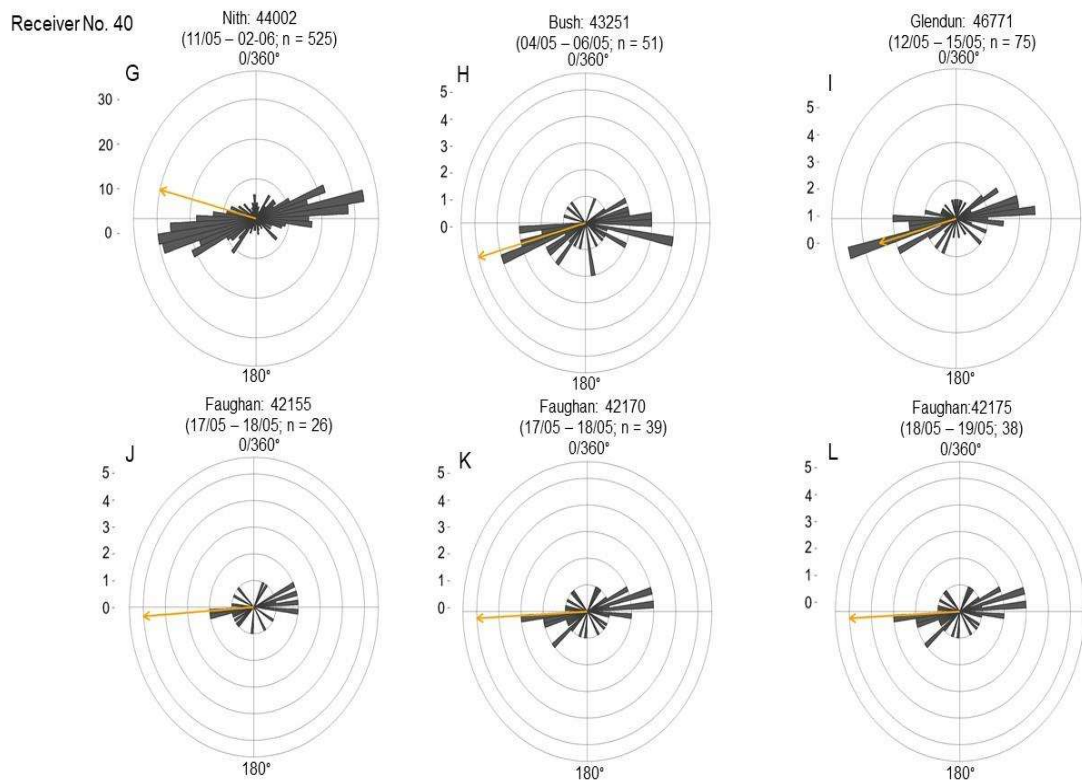 Receiver No. 40
Nith: 44002
(11/05 – 02-06; n = 525)
0/360°
G
30
20
10
0
180°
Bush: 43251
(04/05 – 06/05; n = 51)
0/360°
H
5
4
3
2
1
0
180°
Glendun: 46771
(12/05 – 15/05; n = 75)
0/360°
I
5
4
3
2
1
0
180°
Faughan: 42155
(17/05 – 18/05; n = 26)
0/360°
J
5
4
3
2
1
0
180°
Faughan: 42170
(17/05 – 18/05; n = 39)
0/360°
K
5
4
3
2
1
0
180°
Faughan:42175
(18/05 – 19/05; 38)
0/360°
L
5
4
3
2
1
0
180°